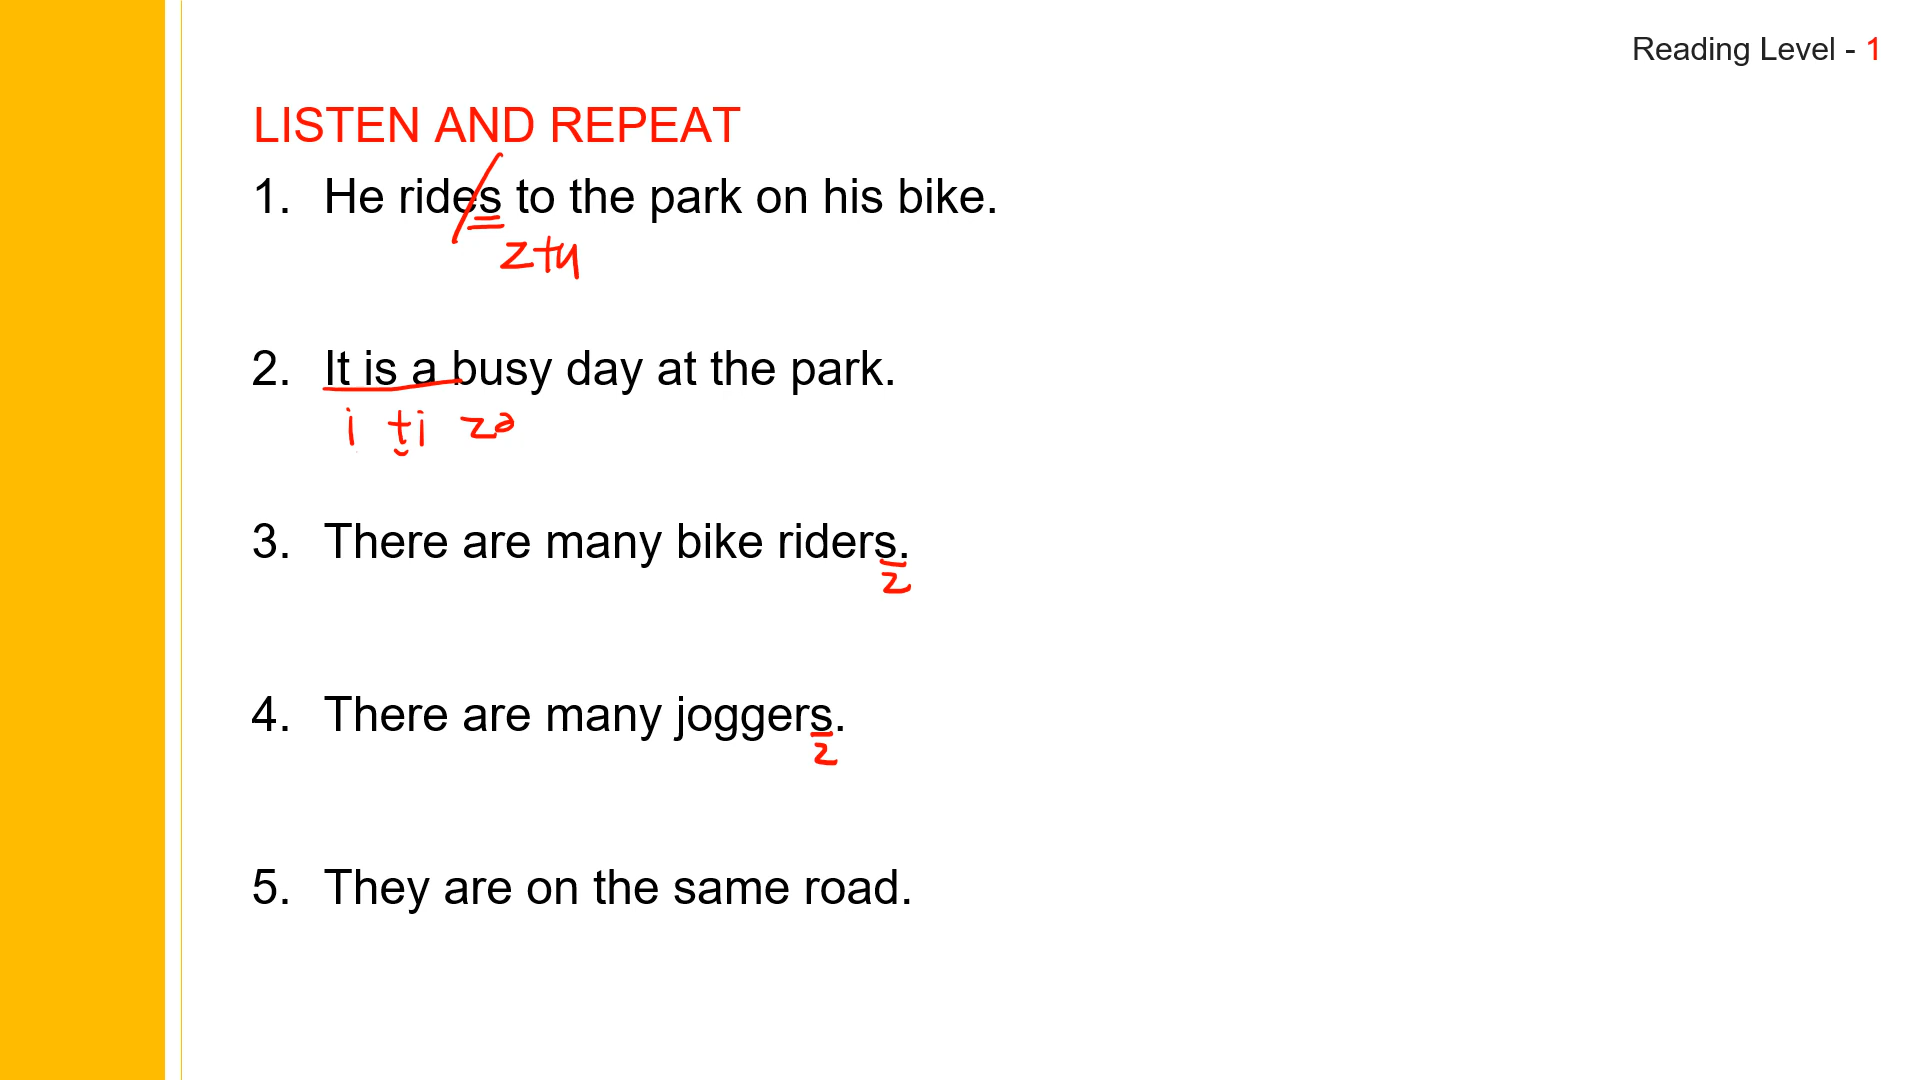 Reading Level - 1
LISTEN AND REPEAT
1. He rides to the park on his bike.
2. It is a busy day at the park.
i ti zə
3. There are many bike riders.
z
4. There are many joggers.
z
5. They are on the same road.